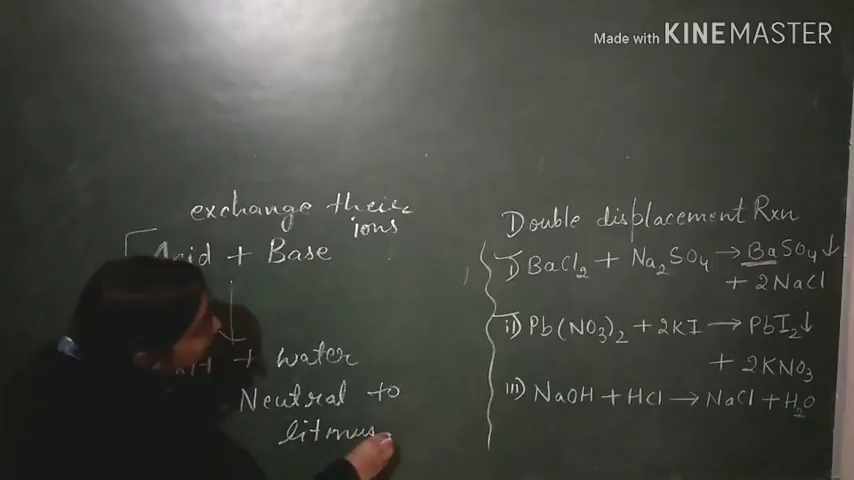 Made with KINEMASTER
exchange their
ions
Acid + Base
+ water
Neutral to
litmus
Double displacement Rxn
i) BaCl₂ + Na₂SO₄ → BaSO₄↓
+ 2NaCl
ii) Pb(NO₃)₂ + 2KI → PbI₂↓
+ 2KNO₃
iii) NaOH + HCl → NaCl + H₂O